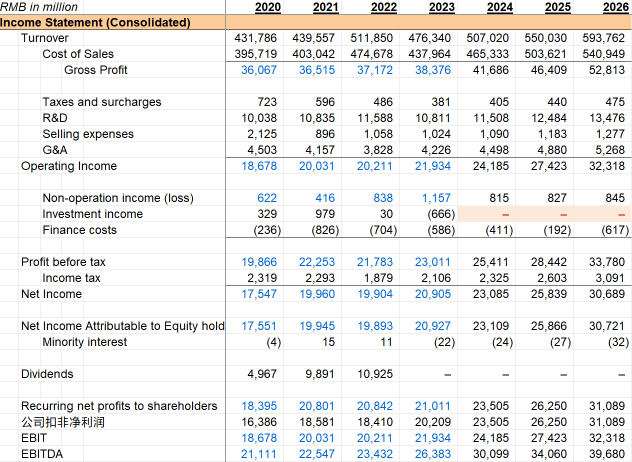 RMB in million 2020 2021 2022 2023 2024 2025 2026
Income Statement (Consolidated)
Turnover 431,786 439,557 511,850 476,340 507,020 550,030 593,762
Cost of Sales 395,719 403,042 474,678 437,964 465,333 503,621 540,949
Gross Profit 36,067 36,515 37,172 38,376 41,686 46,409 52,813
Taxes and surcharges 723 596 486 381 405 440 475
R&D 10,038 10,835 11,588 10,811 11,508 12,484 13,476
Selling expenses 2,125 896 1,058 1,024 1,090 1,183 1,277
G&A 4,503 4,157 3,828 4,226 4,498 4,880 5,268
Operating Income 18,678 20,031 20,211 21,934 24,185 27,423 32,318
Non-operation income (loss) 622 416 838 1,157 815 827 845
Investment income 329 979 30 (666) – – –
Finance costs (236) (826) (704) (586) (411) (192) (617)
Profit before tax 19,866 22,253 21,783 23,011 25,411 28,442 33,780
Income tax 2,319 2,293 1,879 2,106 2,325 2,603 3,091
Net Income 17,547 19,960 19,904 20,905 23,085 25,839 30,689
Net Income Attributable to Equity hold 17,551 19,945 19,893 20,927 23,109 25,866 30,721
Minority interest (4) 15 11 (22) (24) (27) (32)
Dividends 4,967 9,891 10,925 – – – –
Recurring net profits to shareholders 18,395 20,801 20,842 21,011 23,505 26,250 31,089
公司扣非净利润 16,386 18,581 18,410 20,209 23,505 26,250 31,089
EBIT 18,678 20,031 20,211 21,934 24,185 27,423 32,318
EBITDA 21,111 22,547 23,432 26,383 30,099 34,060 39,680